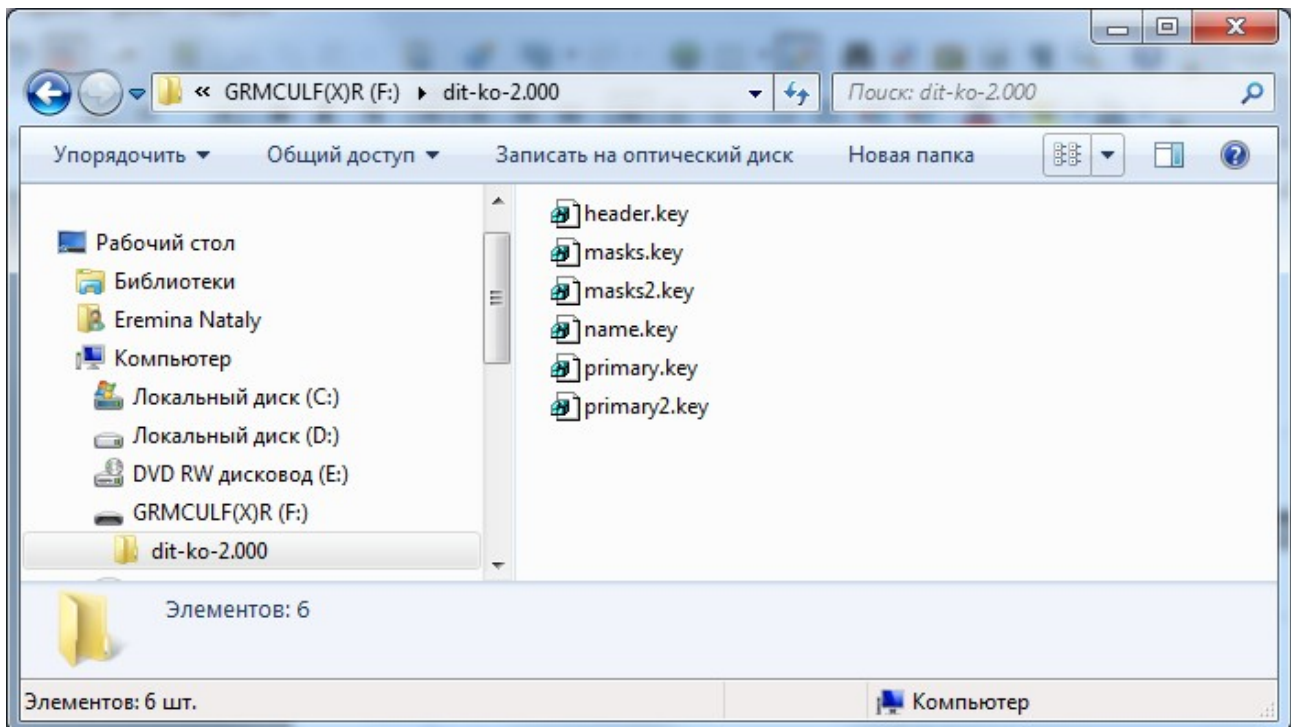 « GRMCULF(X)R (F:) ▸ dit-ko-2.000
Поиск: dit-ko-2.000
Упорядочить Общий доступ Записать на оптический диск Новая папка
Рабочий стол
Библиотеки
Eremina Nataly
Компьютер
Локальный диск (C:)
Локальный диск (D:)
DVD RW дисковод (E:)
GRMCULF(X)R (F:)
dit-ko-2.000
header.key
masks.key
masks2.key
name.key
primary.key
primary2.key
Элементов: 6
Элементов: 6 шт. Компьютер